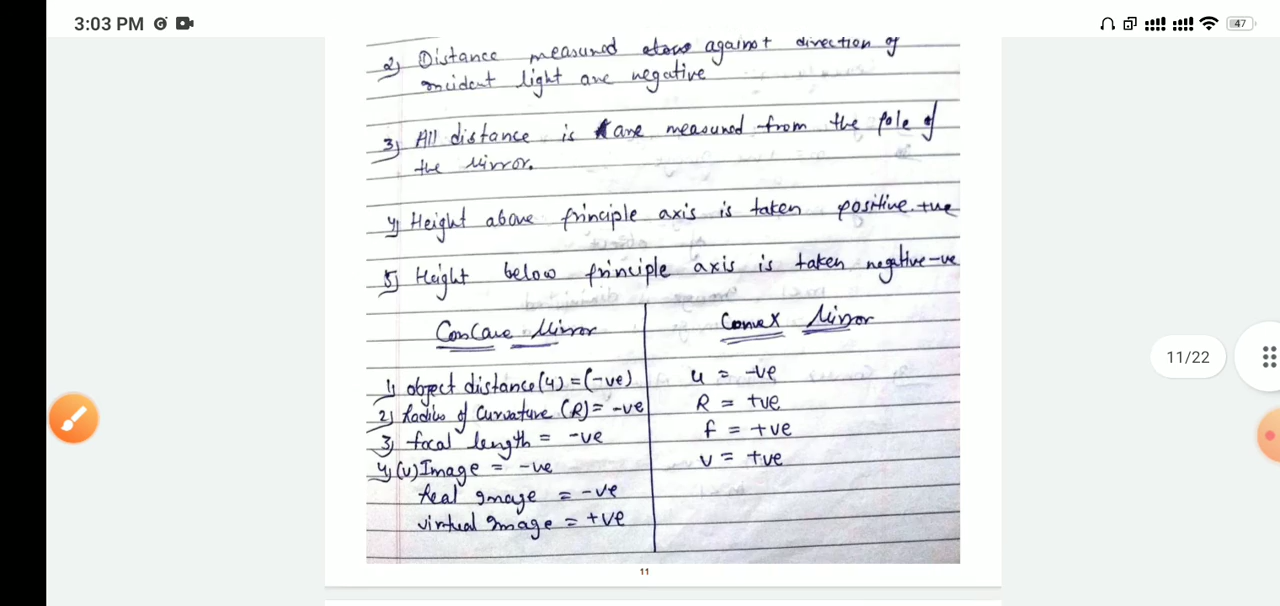 3:03 PM
47
2) Distance measured against direction of
incident light are negative
3) All distance is are measured from the pole of
the Mirror.
4) Height above principle axis is taken positive +ve
5) Height below principle axis is taken negative -ve
Concave Mirror
Convex Mirror
1) object distance (u) = (-ve)
2) Radius of Curvature (R) = -ve
3) focal length = -ve
4) (v) Image = -ve
Real Image = -ve
virtual Image = +ve
u = -ve
R = +ve
f = +ve
v = +ve
11/22
11